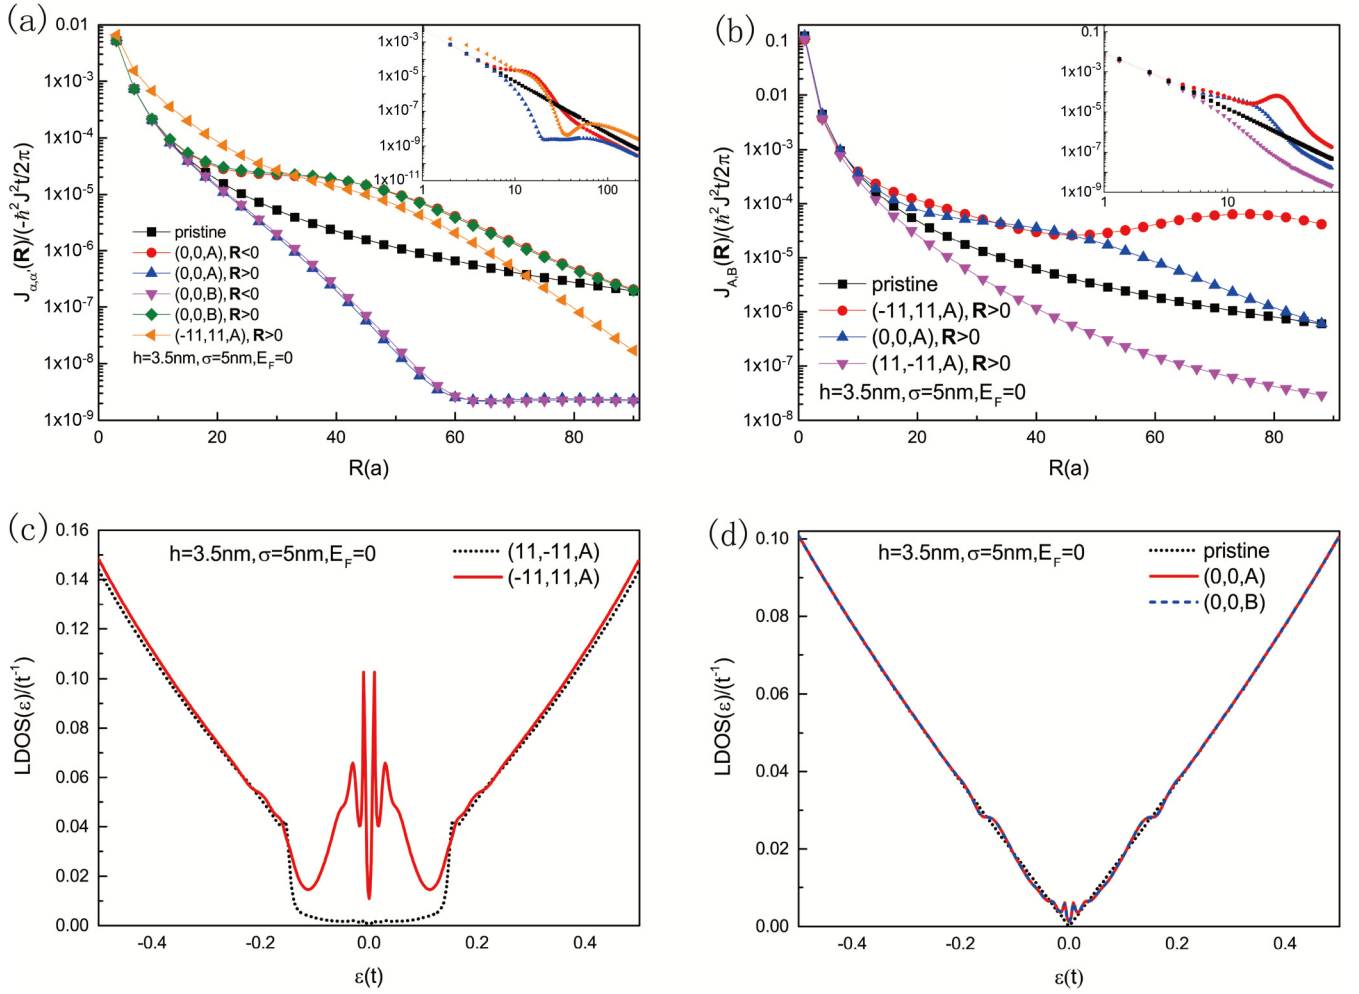 (a)
0.01
1x10⁻³
1x10⁻⁴
1x10⁻⁵
1x10⁻⁶
1x10⁻⁷
1x10⁻⁸
1x10⁻⁹
J_{α,α}(R)/(-ħ²J²t/2π)
0 20 40 60 80
R(a)
pristine
(0,0,A), R<0
(0,0,A), R>0
(0,0,B), R<0
(0,0,B), R>0
(-11,11,A), R>0
h=3.5nm,σ=5nm,E_F=0
1x10⁻³
1x10⁻⁵
1x10⁻⁷
1x10⁻⁹
1x10⁻¹¹
1 10 100
(b)
0.1
0.01
1x10⁻³
1x10⁻⁴
1x10⁻⁵
1x10⁻⁶
1x10⁻⁷
1x10⁻⁸
J_{A,B}(R)/(ħ²J²t/2π)
0 20 40 60 80
R(a)
pristine
(-11,11,A), R>0
(0,0,A), R>0
(11,-11,A), R>0
h=3.5nm,σ=5nm,E_F=0
0.1
1x10⁻³
1x10⁻⁵
1x10⁻⁷
1x10⁻⁹
1 10
(c)
0.16
0.14
0.12
0.10
0.08
0.06
0.04
0.02
0.00
LDOS(ε)/(t⁻¹)
-0.4 -0.2 0.0 0.2 0.4
ε(t)
h=3.5nm,σ=5nm,E_F=0
(11,-11,A)
(-11,11,A)
(d)
0.10
0.08
0.06
0.04
0.02
0.00
LDOS(ε)/(t⁻¹)
-0.4 -0.2 0.0 0.2 0.4
ε(t)
h=3.5nm,σ=5nm,E_F=0
pristine
(0,0,A)
(0,0,B)